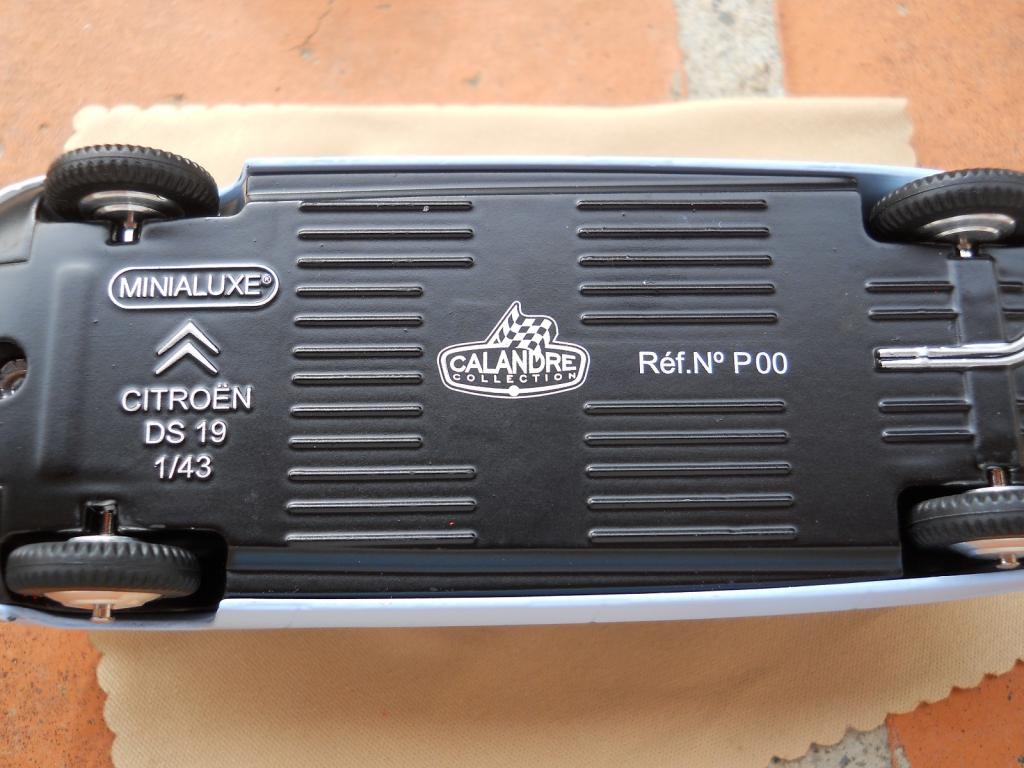 MINIALUXE®
CITROËN
DS 19
1/43
CALANDRE
COLLECTION
Réf.Nº P00